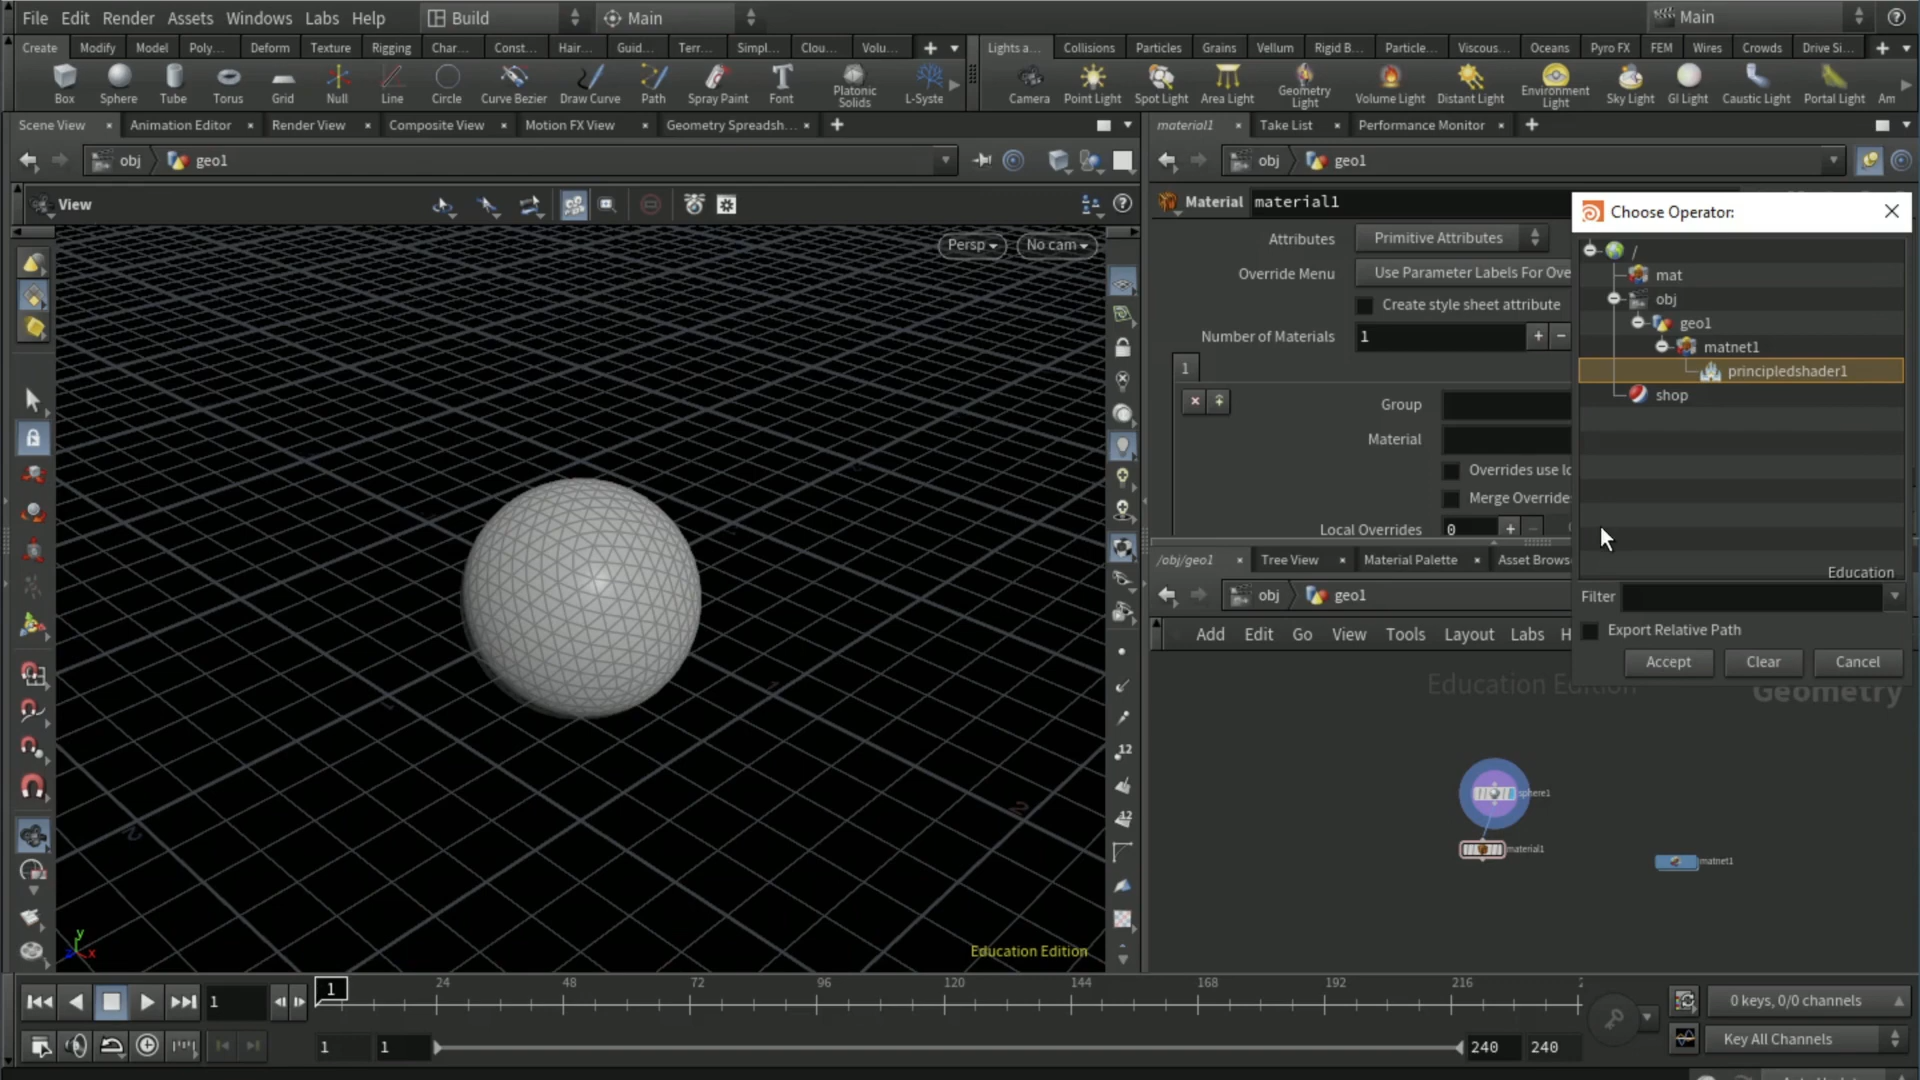 File Edit Render Assets Windows Labs Help Build Main Main
Create Modify Model Poly... Deform Texture Rigging Char... Const... Hair... Guid... Terr... Simpl... Clou... Volu...
Lights a... Collisions Particles Grains Vellum Rigid B... Particle... Viscous... Oceans Pyro FX FEM Wires Crowds Drive Si...
Box Sphere Tube Torus Grid Null Line Circle Curve Bezier Draw Curve Path Spray Paint Font Platonic Solids L-Syste
Camera Point Light Spot Light Area Light Geometry Light Volume Light Distant Light Environment Light Sky Light GI Light Caustic Light Portal Light Am
Scene View Animation Editor Render View Composite View Motion FX View Geometry Spreadsh...
material1 Take List Performance Monitor
obj geo1
obj geo1
View
Persp No cam
Education Edition
Material material1
Attributes Primitive Attributes
Override Menu Use Parameter Labels For Ove
Create style sheet attribute
Number of Materials 1
1
Group
Material
Overrides use lo
Merge Overrides
Local Overrides 0
Choose Operator:
/
mat
obj
geo1
matnet1
principledshader1
shop
Education
Filter
Export Relative Path
Accept Clear Cancel
/obj/geo1 Tree View Material Palette Asset Brows
obj geo1
Add Edit Go View Tools Layout Labs H
Education Edition
Geometry
sphere1
material1
matnet1
12
12
y
x
1
2
1 1 24 48 72 96 120 144 168 192 216 2
0 keys, 0/0 channels
1 1 240 240
Key All Channels